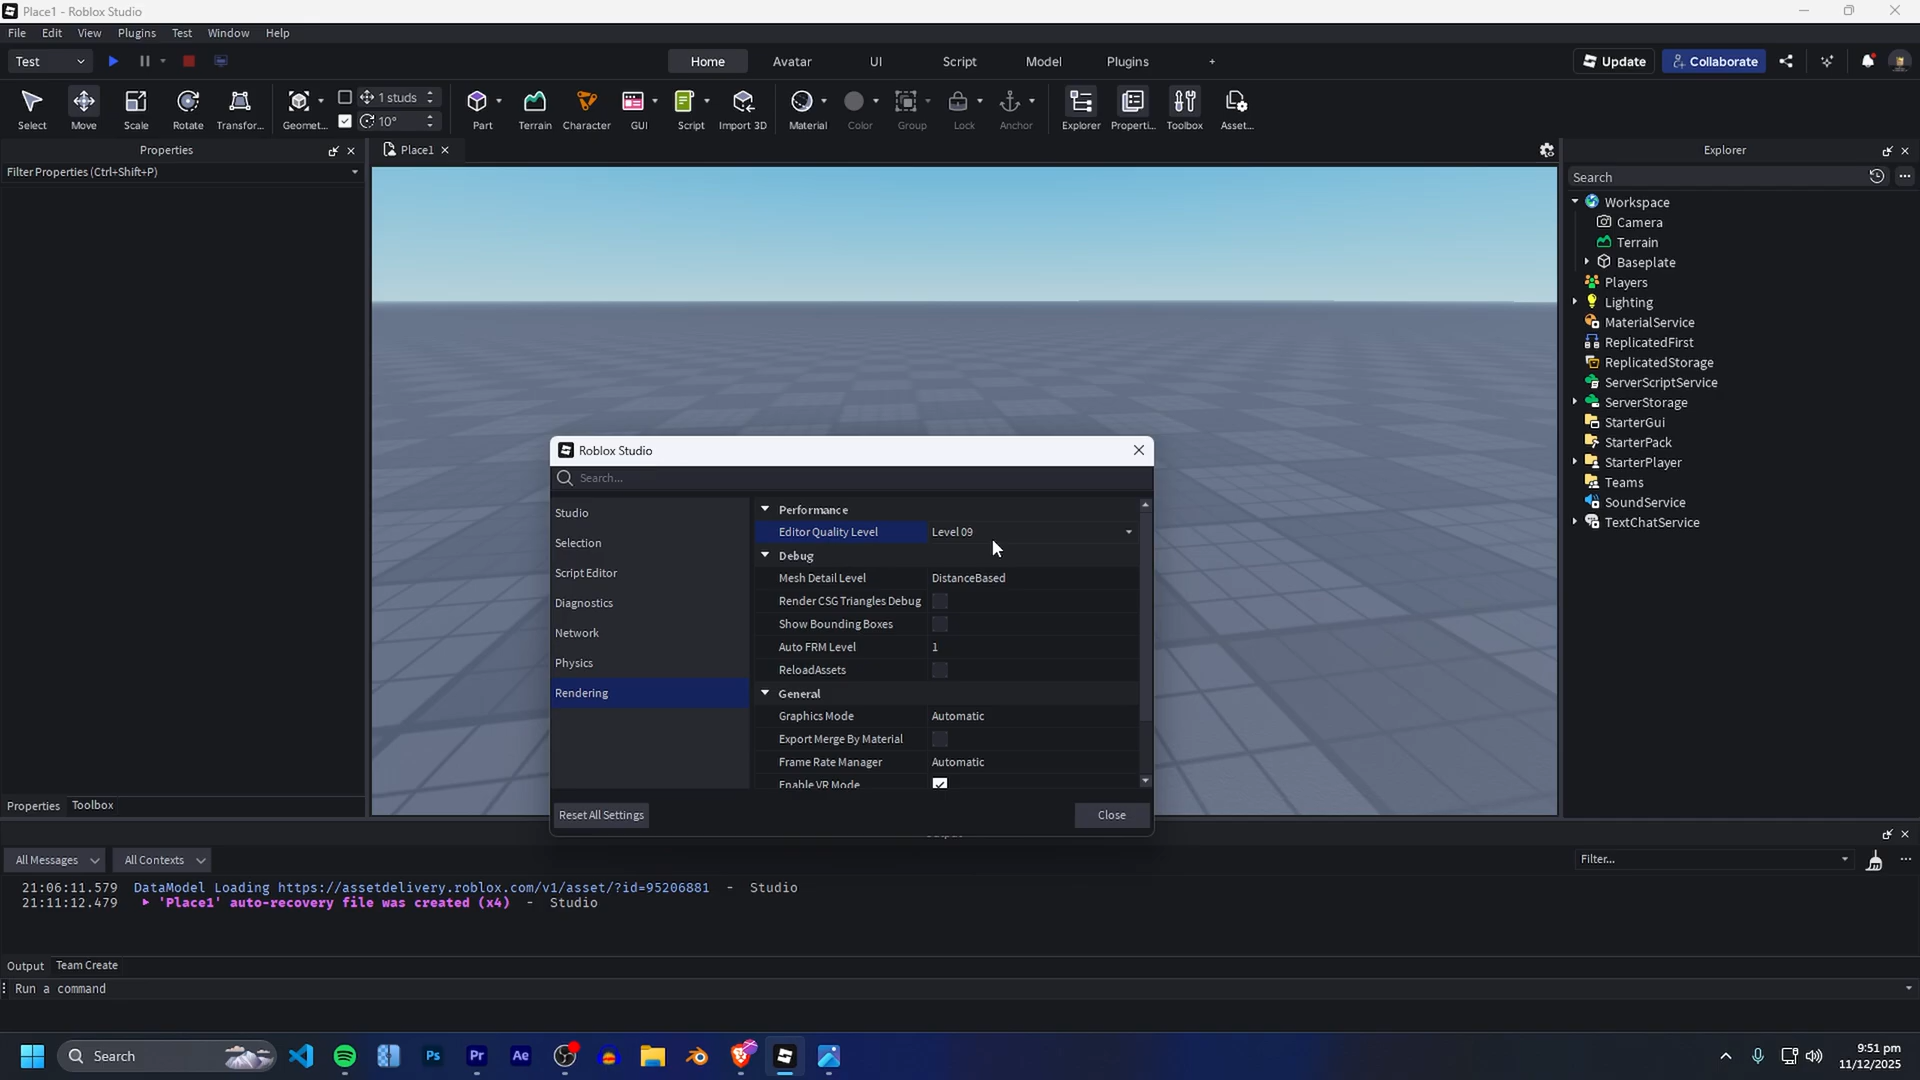 Place1 - Roblox Studio
File Edit View Plugins Test Window Help
Test Home Avatar UI Script Model Plugins + Update Collaborate
1 studs
10°
Select Move Scale Rotate Transfor... Geomet... Part Terrain Character GUI Script Import 3D Material Color Group Lock Anchor Explorer Properti... Toolbox Asset...
Properties
Filter Properties (Ctrl+Shift+P)
Place1
Explorer
Search
Workspace
Camera
Terrain
Baseplate
Players
Lighting
MaterialService
ReplicatedFirst
ReplicatedStorage
ServerScriptService
ServerStorage
StarterGui
StarterPack
StarterPlayer
Teams
SoundService
TextChatService
Roblox Studio
Search...
Studio
Selection
Script Editor
Diagnostics
Network
Physics
Rendering
Performance
Editor Quality Level Level 09
Debug
Mesh Detail Level DistanceBased
Render CSG Triangles Debug
Show Bounding Boxes
Auto FRM Level 1
ReloadAssets
General
Graphics Mode Automatic
Export Merge By Material
Frame Rate Manager Automatic
Enable VR Mode
Reset All Settings Close
Properties Toolbox
All Messages All Contexts Filter...
21:06:11.579 DataModel Loading https://assetdelivery.roblox.com/v1/asset/?id=95206881 - Studio
21:11:12.479 'Place1' auto-recovery file was created (x4) - Studio
Output Team Create
Run a command
Search
Ps Pr Ae
9:51 pm
11/12/2025